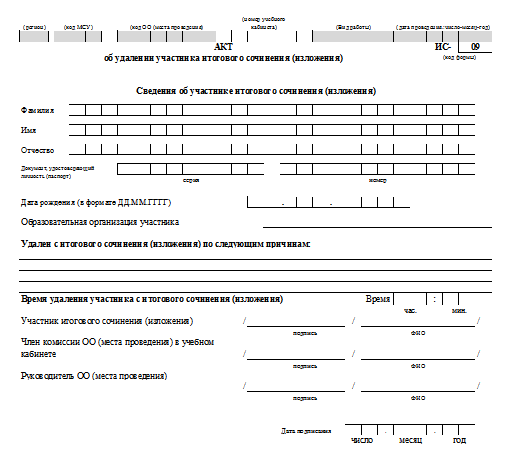 (номер учебного
(регион) (код МСУ) (код ОО (места проведения) кабинета) (Вид работы) (дата проведения: число-месяц-год)
АКТ ИС- 09
об удалении участника итогового сочинения (изложения) (код формы)
Сведения об участнике итогового сочинения (изложения)
Фамилия
Имя
Отчество
Документ, удостоверяющий
личность (паспорт)
серия номер
Дата рождения (в формате ДД.ММ.ГГГГ) . .
Образовательная организация участника
Удален с итогового сочинения (изложения) по следующим причинам:
Время удаления участника с итогового сочинения (изложения) Время :
час. мин.
Участник итогового сочинения (изложения) / / /
подпись ФИО
Член комиссии ОО (места проведения) в учебном
кабинете / / /
подпись ФИО
Руководитель ОО (места проведения)
/ / /
подпись ФИО
Дата подписания . .
число месяц год